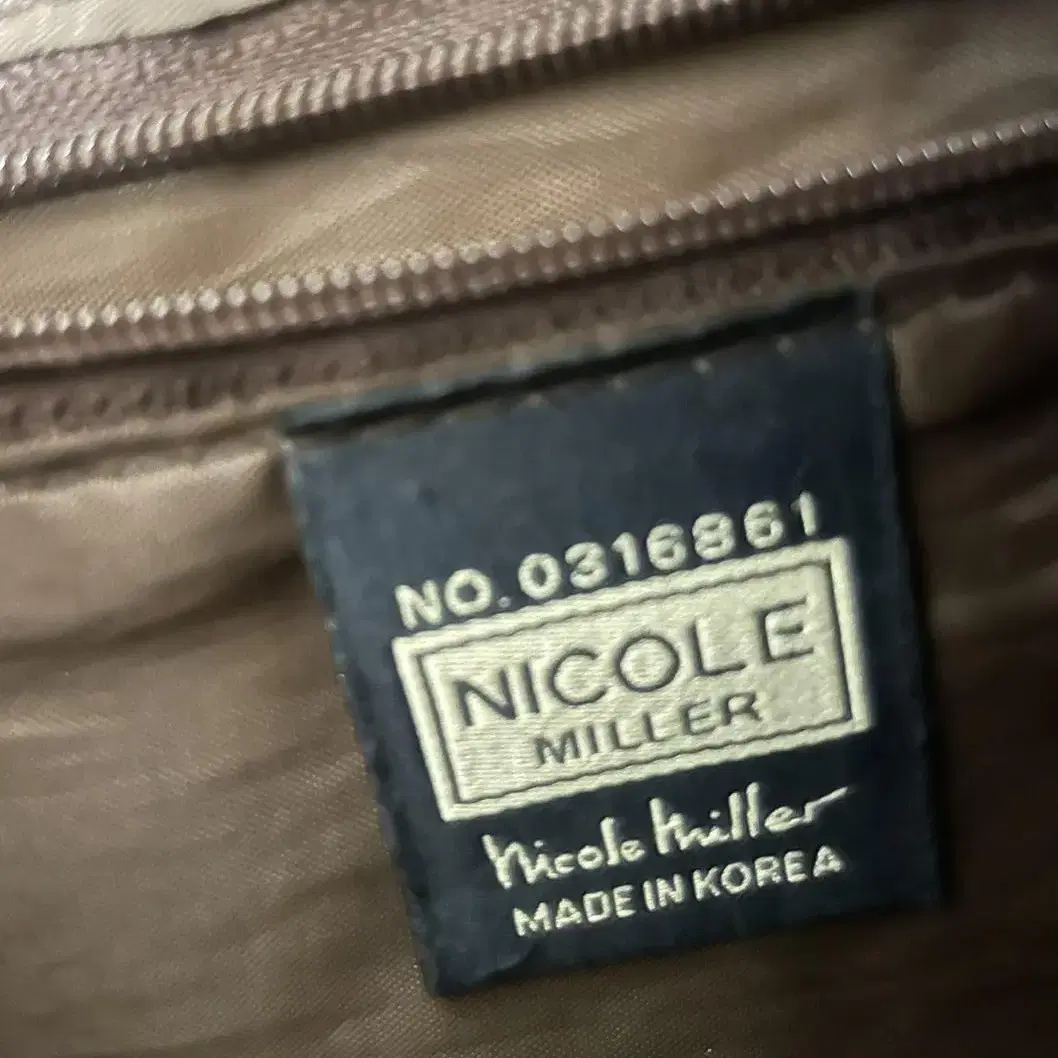 NO. 0316861
NICOLE
MILLER
Nicole Miller
MADE IN KOREA